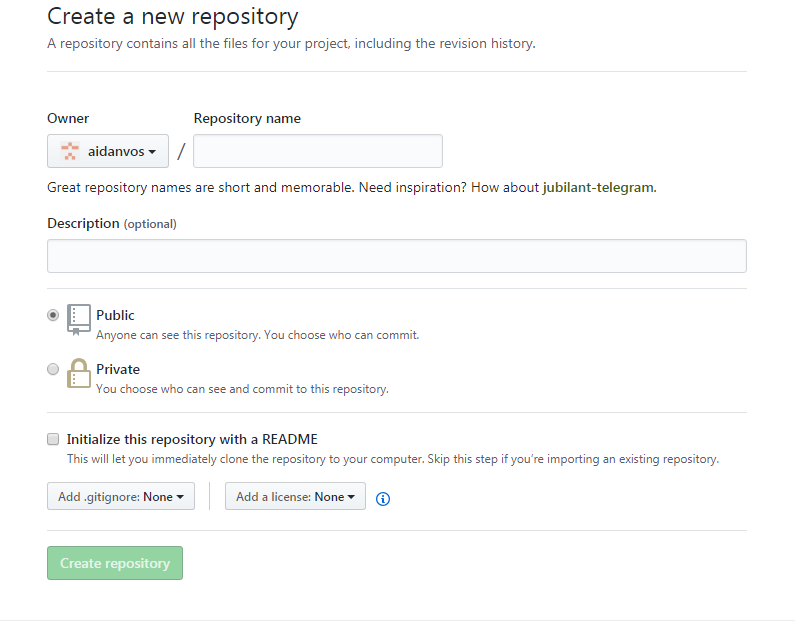 Create a new repository
A repository contains all the files for your project, including the revision history.
Owner Repository name
aidanvos /
Great repository names are short and memorable. Need inspiration? How about jubilant-telegram.
Description (optional)
Public
Anyone can see this repository. You choose who can commit.
Private
You choose who can see and commit to this repository.
Initialize this repository with a README
This will let you immediately clone the repository to your computer. Skip this step if you’re importing an existing repository.
Add .gitignore: None Add a license: None
Create repository